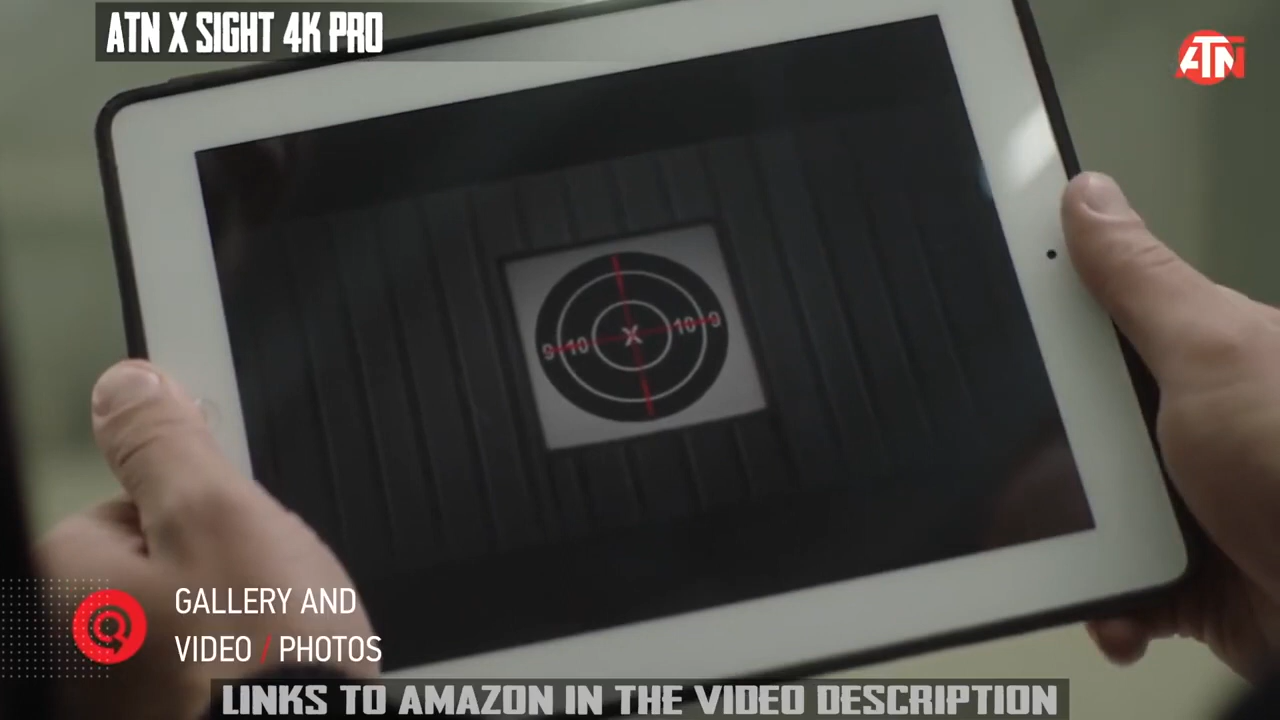 ATN X SIGHT 4K PRO
ATN
9 10 X 10 9
GALLERY AND
VIDEO / PHOTOS
LINKS TO AMAZON IN THE VIDEO DESCRIPTION